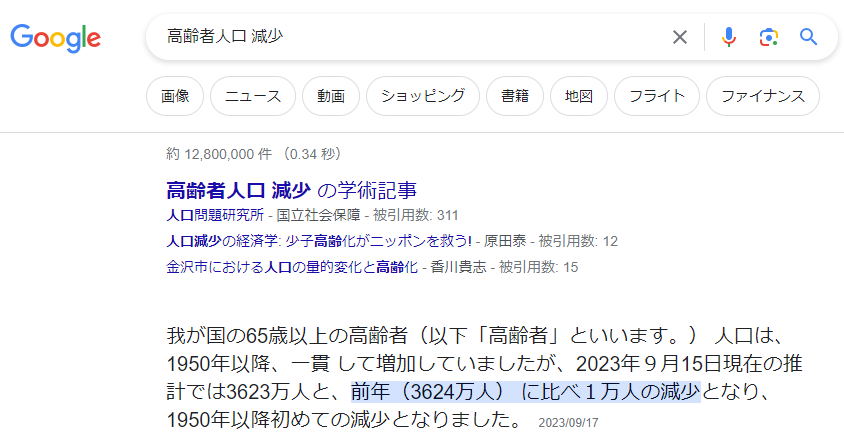 Google
高齢者人口 減少
画像 ニュース 動画 ショッピング 書籍 地図 フライト ファイナンス
約 12,800,000 件 （0.34 秒）
高齢者人口 減少 の学術記事
人口問題研究所 - 国立社会保障 - 被引用数: 311
人口減少の経済学: 少子高齢化がニッポンを救う! - 原田泰 - 被引用数: 12
金沢市における人口の量的変化と高齢化 - 香川貴志 - 被引用数: 15
我が国の65歳以上の高齢者（以下「高齢者」といいます。） 人口は、
1950年以降、一貫 して増加していましたが、2023年９月15日現在の推
計では3623万人と、前年（3624万人） に比べ１万人の減少となり、
1950年以降初めての減少となりました。 2023/09/17